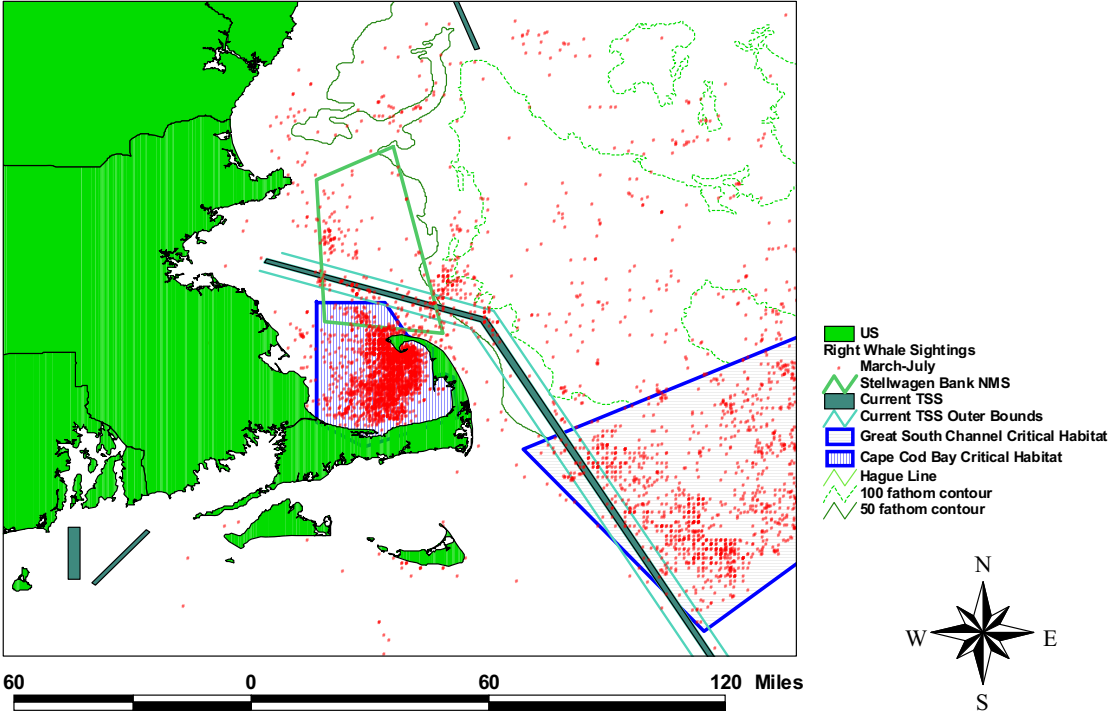 US
Right Whale Sightings
March-July
Stellwagen Bank NMS
Current TSS
Current TSS Outer Bounds
Great South Channel Critical Habitat
Cape Cod Bay Critical Habitat
Hague Line
100 fathom contour
50 fathom contour
N
W E
S
60 0 60 120 Miles